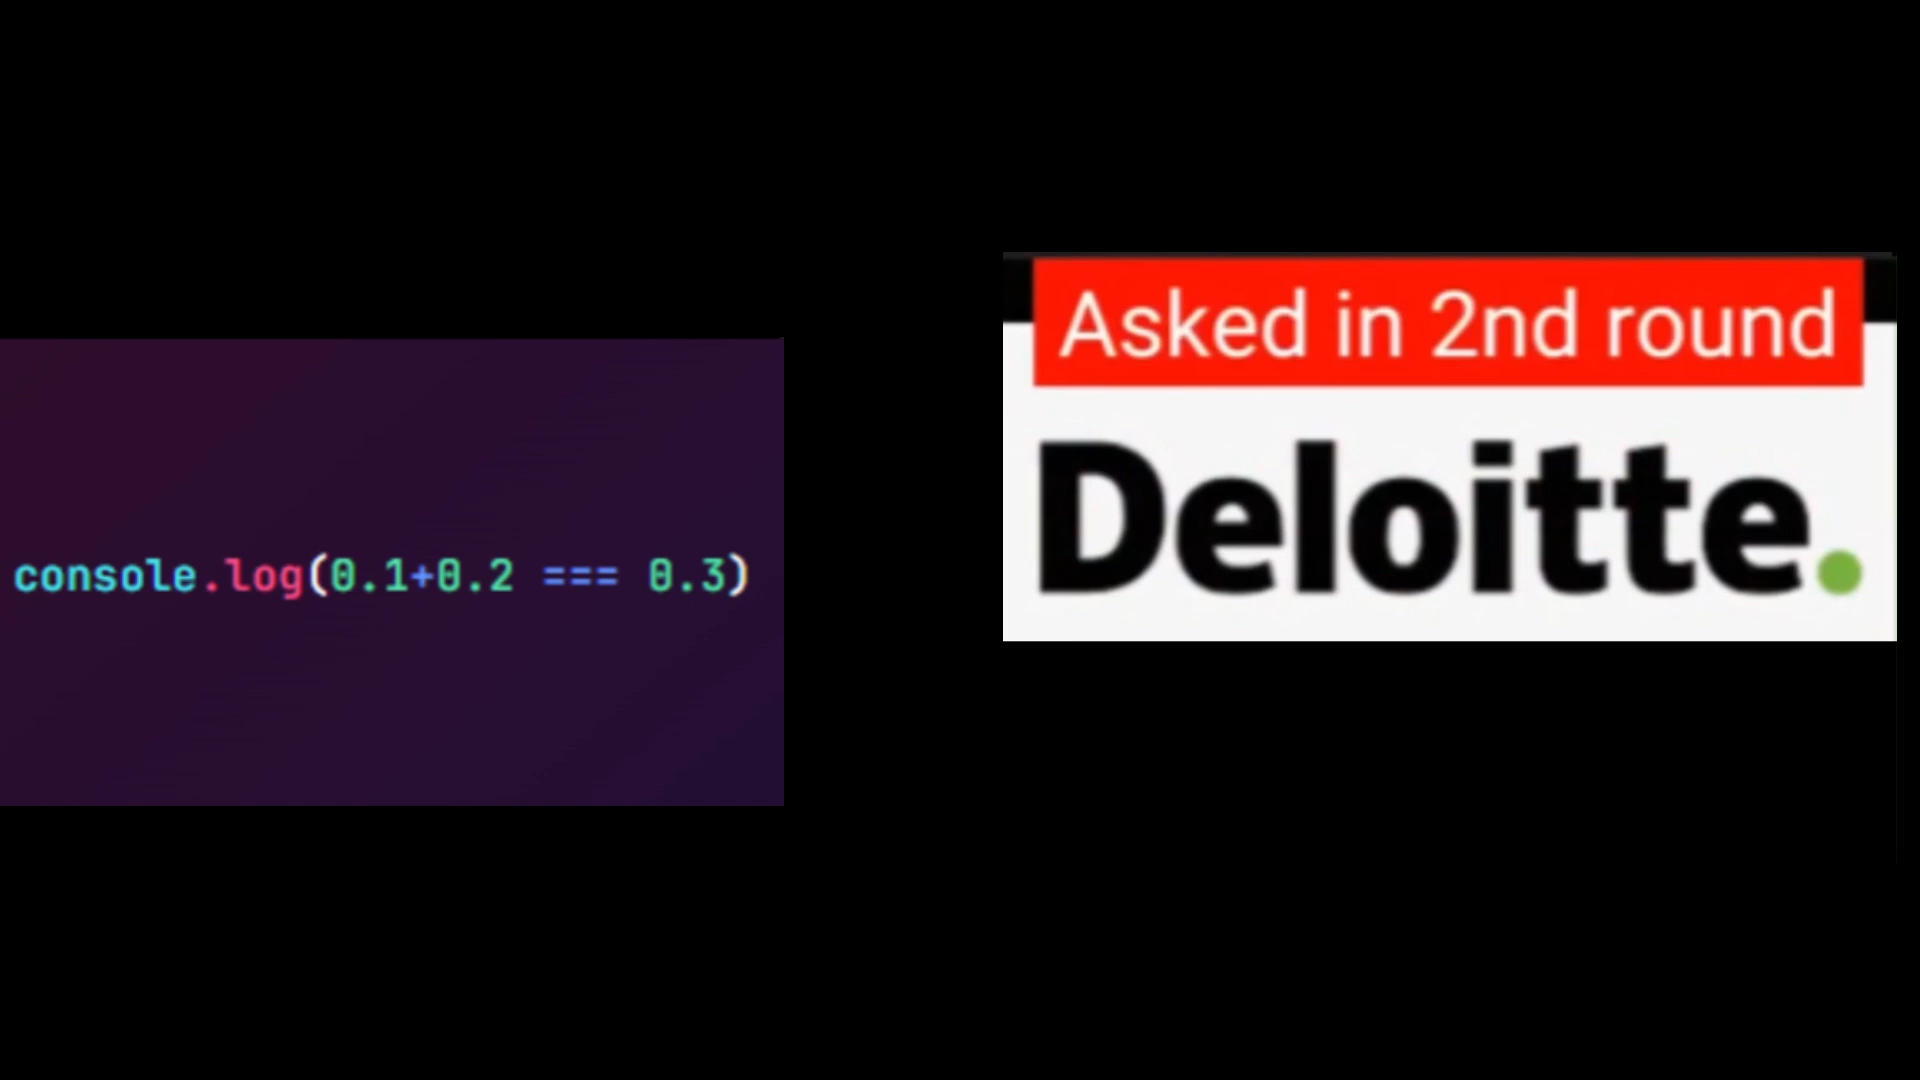 console.log(0.1+0.2 === 0.3)
Asked in 2nd round
Deloitte.